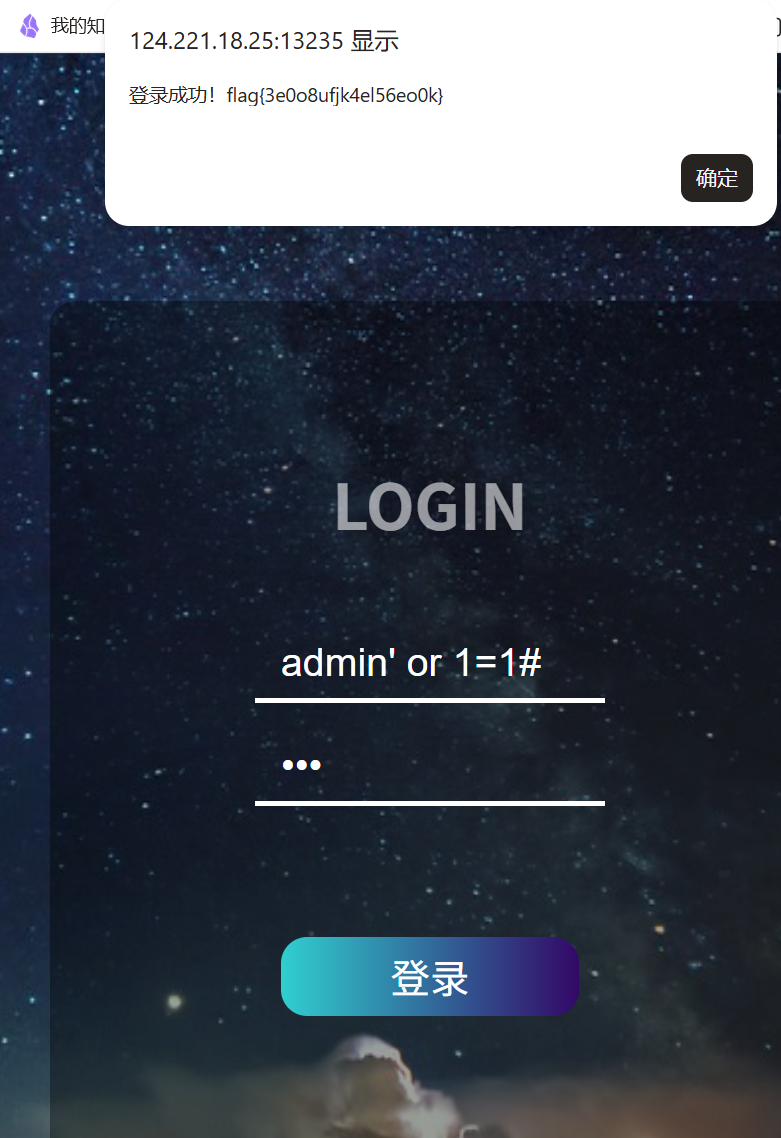 我的知
124.221.18.25:13235 显示
登录成功！flag{3e0o8ufjk4el56eo0k}
确定
LOGIN
admin' or 1=1#
•••
登录